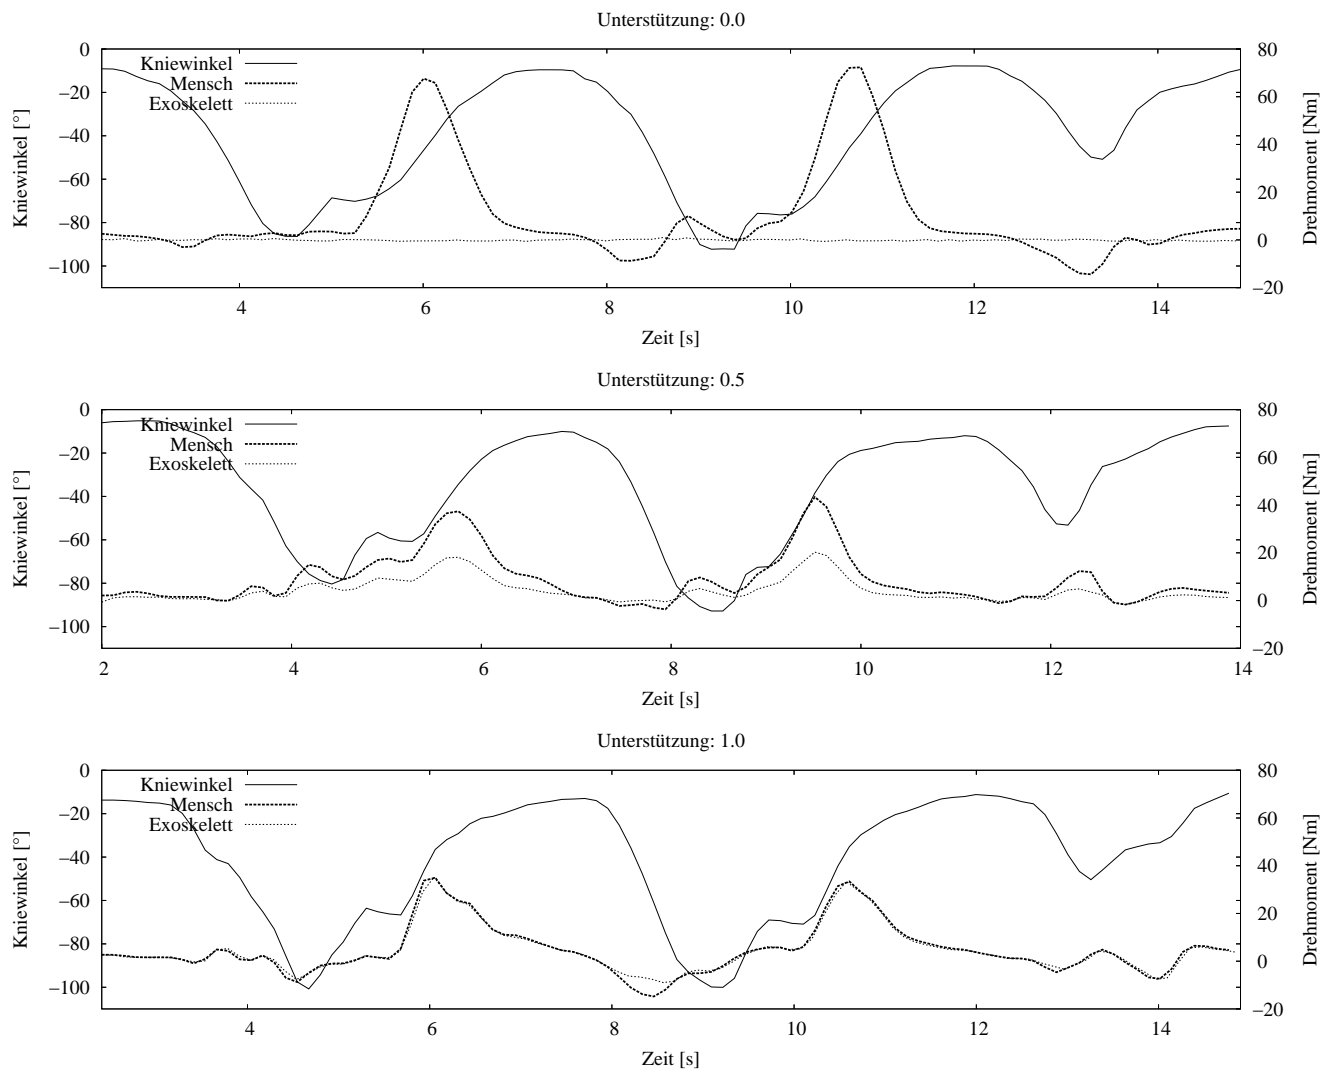 Unterstützung: 0.0
0
80
Kniewinkel
Mensch
Exoskelett
−20
60
−40
40
−60
20
−80
0
−100
−20
Kniewinkel [°]
Drehmoment [Nm]
4 6 8 10 12 14
Zeit [s]
Unterstützung: 0.5
0
80
Kniewinkel
Mensch
Exoskelett
−20
60
−40
40
−60
20
−80
0
−100
−20
Kniewinkel [°]
Drehmoment [Nm]
2 4 6 8 10 12 14
Zeit [s]
Unterstützung: 1.0
0
80
Kniewinkel
Mensch
Exoskelett
−20
60
−40
40
−60
20
−80
0
−100
−20
Kniewinkel [°]
Drehmoment [Nm]
4 6 8 10 12 14
Zeit [s]